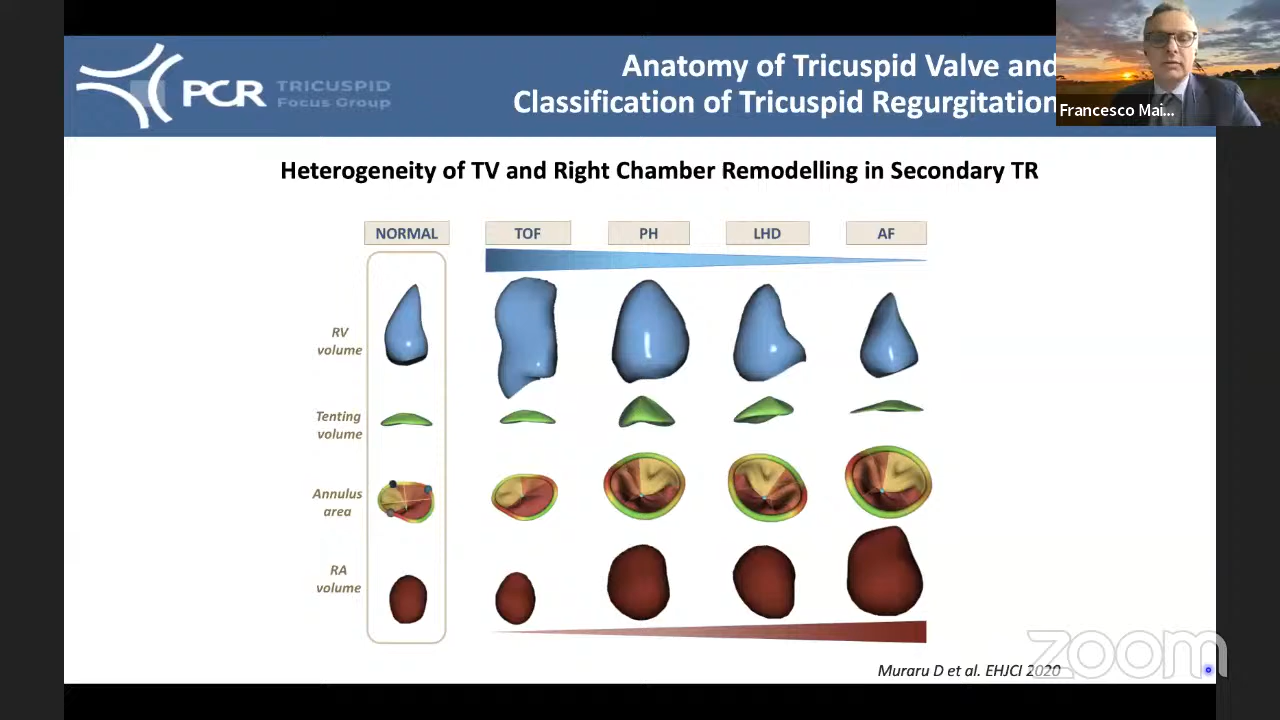 PCR
TRICUSPID
Focus Group
Anatomy of Tricuspid Valve and
Classification of Tricuspid Regurgitation
Francesco Mai...
Heterogeneity of TV and Right Chamber Remodelling in Secondary TR
NORMAL TOF PH LHD AF
RV
volume
Tenting
volume
Annulus
area
RA
volume
zoom
Muraru D et al. EHJCI 2020